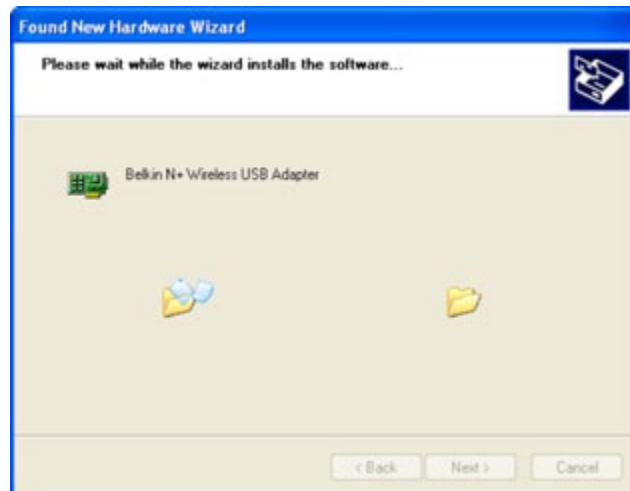 Found New Hardware Wizard
Please wait while the wizard installs the software...
Belkin N+ Wireless USB Adapter
< Back Next > Cancel